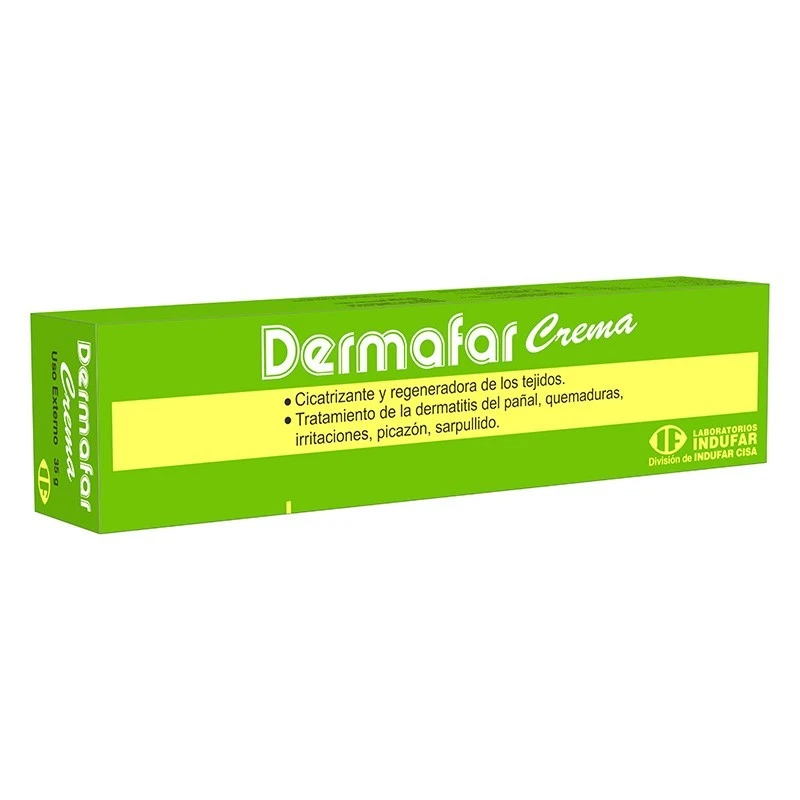 Dermafar Crema
• Cicatrizante y regeneradora de los tejidos.
• Tratamiento de la dermatitis del pañal, quemaduras,
irritaciones, picazón, sarpullido.
LABORATORIOS
INDUFAR
División de INDUFAR CISA
Dermafar
Crema
Uso Externo 35 g